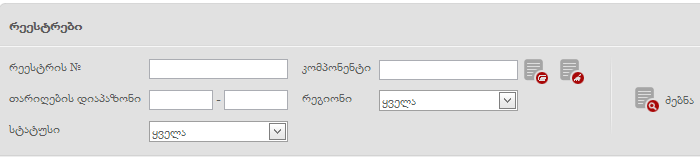 რეესტრები
რეესტრის № კომპონენტი
თარიღების დიაპაზონი - რეგიონი ყველა ძებნა
სტატუსი ყველა